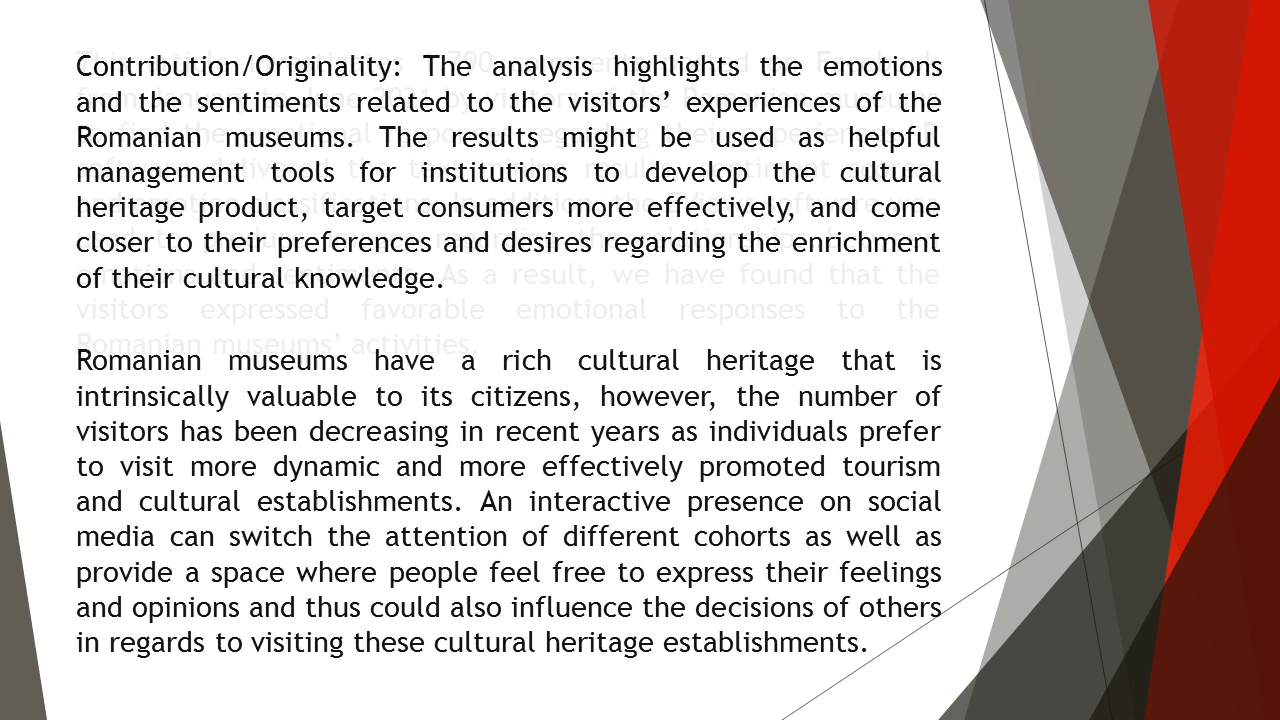 Contribution/Originality: The analysis highlights the emotions
and the sentiments related to the visitors’ experiences of the
Romanian museums. The results might be used as helpful
management tools for institutions to develop the cultural
heritage product, target consumers more effectively, and come
closer to their preferences and desires regarding the enrichment
of their cultural knowledge.
As a result, we have found that the
visitors expressed favorable emotional responses to the
Romanian museums’ activities.
Romanian museums have a rich cultural heritage that is
intrinsically valuable to its citizens, however, the number of
visitors has been decreasing in recent years as individuals prefer
to visit more dynamic and more effectively promoted tourism
and cultural establishments. An interactive presence on social
media can switch the attention of different cohorts as well as
provide a space where people feel free to express their feelings
and opinions and thus could also influence the decisions of others
in regards to visiting these cultural heritage establishments.